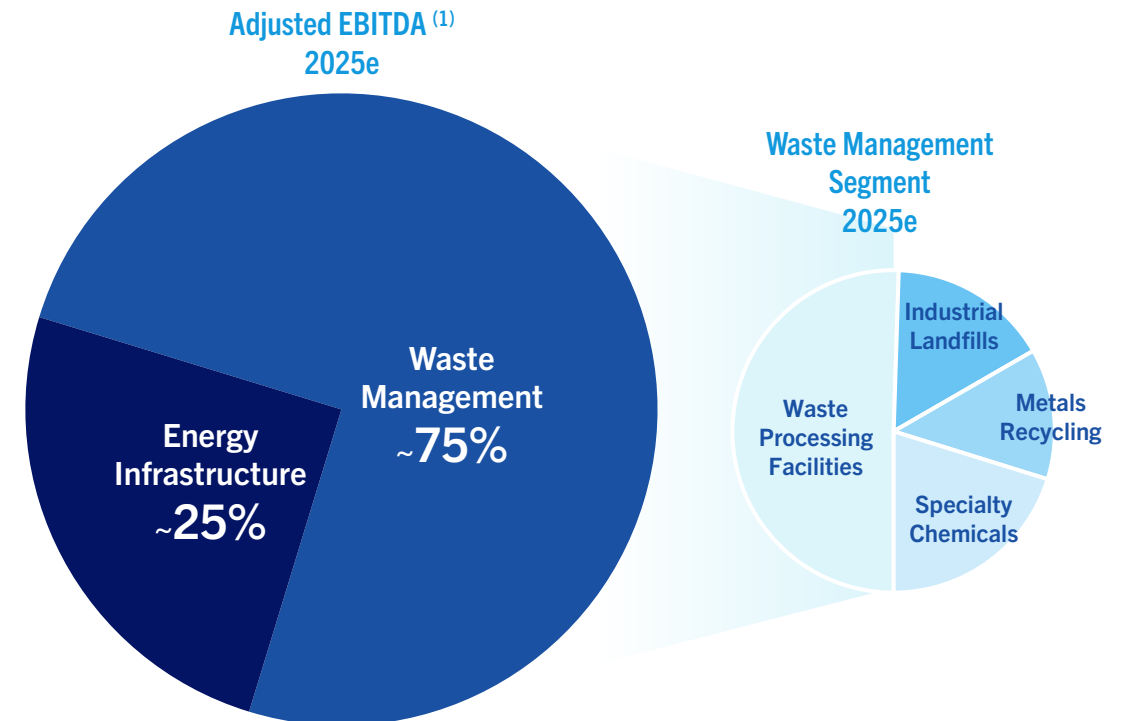 Adjusted EBITDA (1)
2025e
Waste
Management
~75%
Energy
Infrastructure
~25%
Waste Management
Segment
2025e
Industrial
Landfills
Metals
Recycling
Waste
Processing
Facilities
Specialty
Chemicals